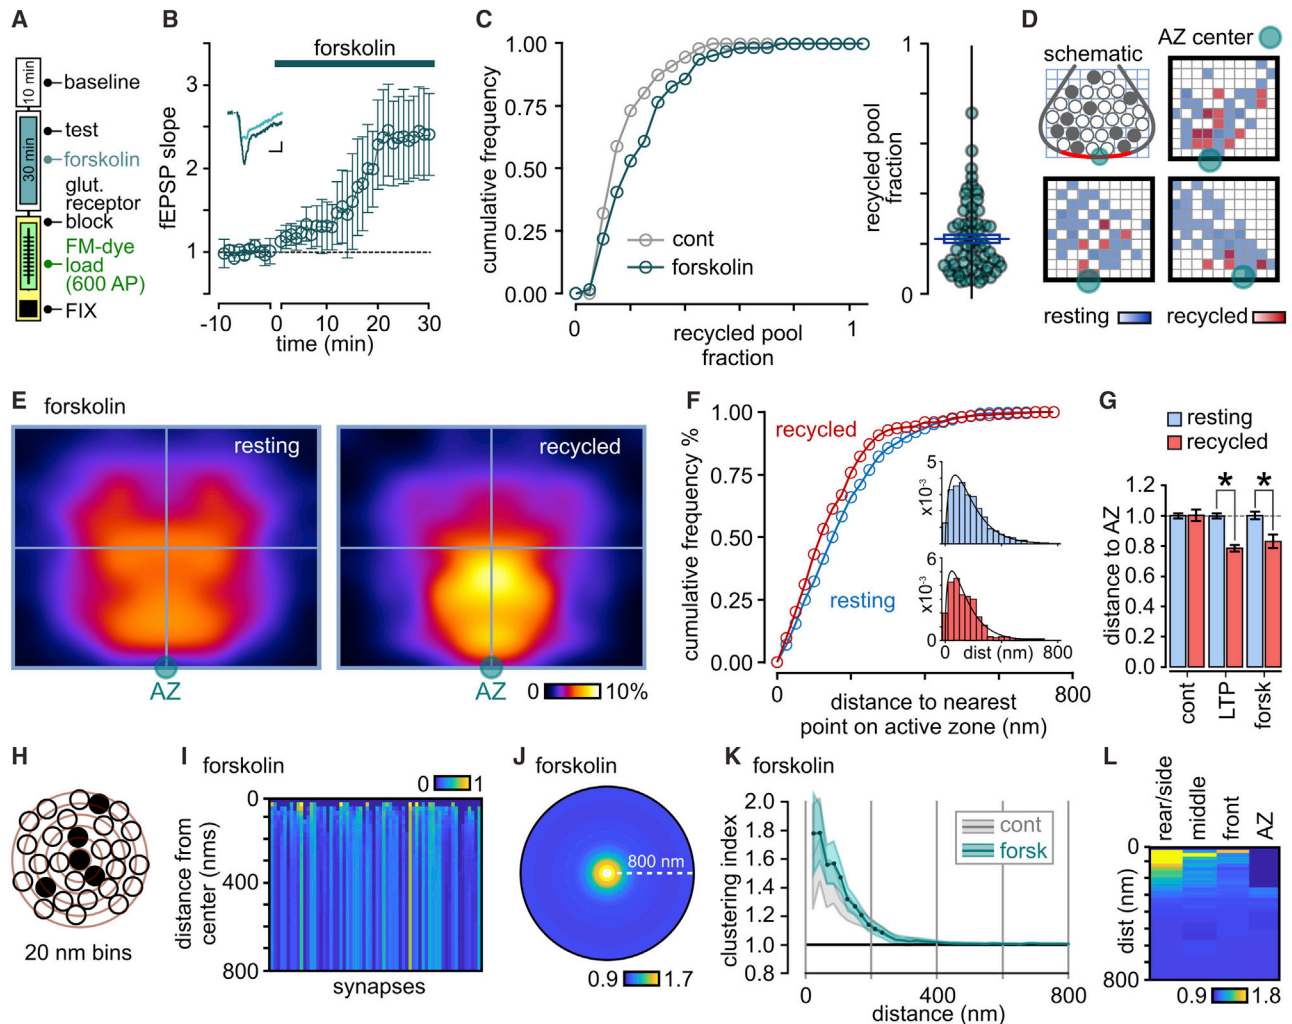 A
10 min
baseline
30 min
test
forskolin
glut.
receptor
block
FM-dye
load
(600 AP)
FIX
B
forskolin
fEPSP slope
3
2
1
-10
0
10
20
30
time (min)
C
cumulative frequency
1.00
0.75
0.50
0.25
0.00
cont
forskolin
0
1
recycled pool
fraction
recycled pool
fraction
1
0
D
AZ center
schematic
resting
recycled
E
forskolin
resting
recycled
AZ
AZ
0
10%
F
cumulative frequency %
1.00
0.75
0.50
0.25
0.00
recycled
resting
5
x10⁻³
0
6
x10⁻³
0
0
dist (nm)
800
0
800
distance to nearest
point on active zone (nm)
G
resting
recycled
distance to AZ
1.2
1.0
0.8
0.6
0.4
0.2
0.0
*
*
cont
LTP
forsk
H
20 nm bins
I
forskolin
0
1
distance from
center (nms)
0
400
800
synapses
J
forskolin
800 nm
0.9
1.7
K
forskolin
clustering index
2.0
1.8
1.6
1.4
1.2
1.0
0.8
cont
forsk
0
400
800
distance (nm)
L
rear/side
middle
front
AZ
dist (nm)
0
800
0.9
1.8